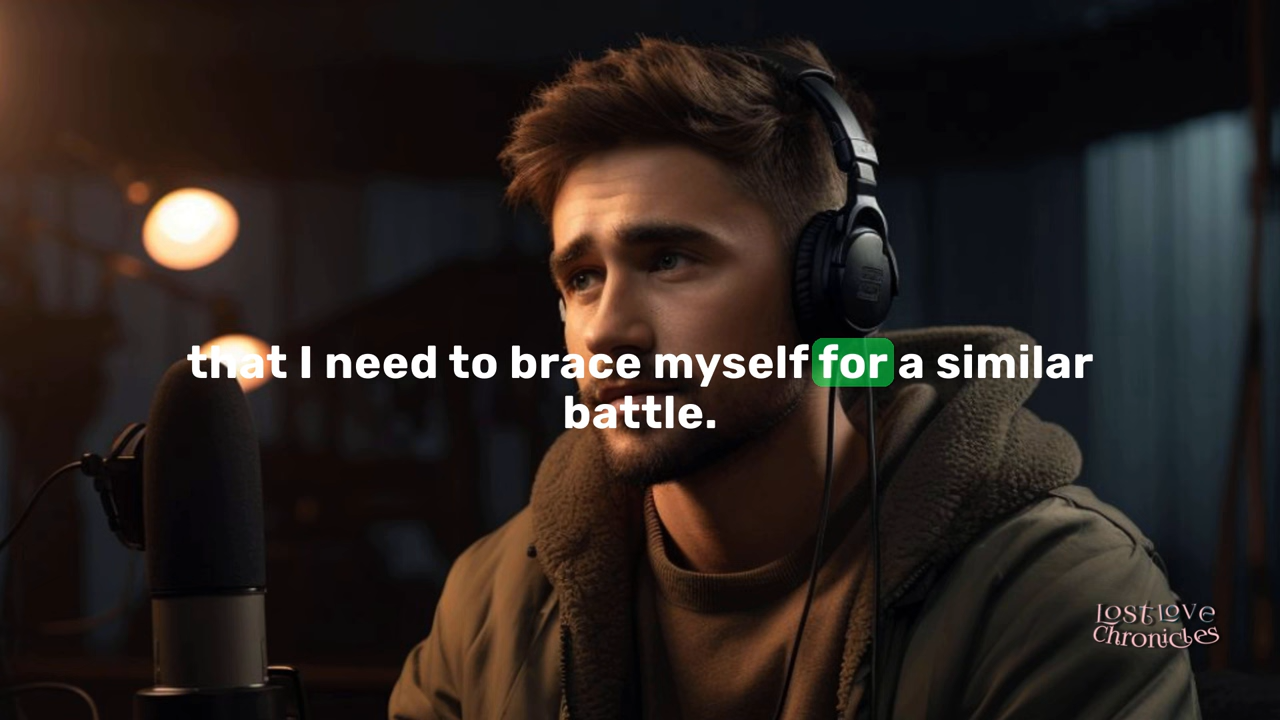 that I need to brace myself for a similar
battle.
Lost Love
Chronicles